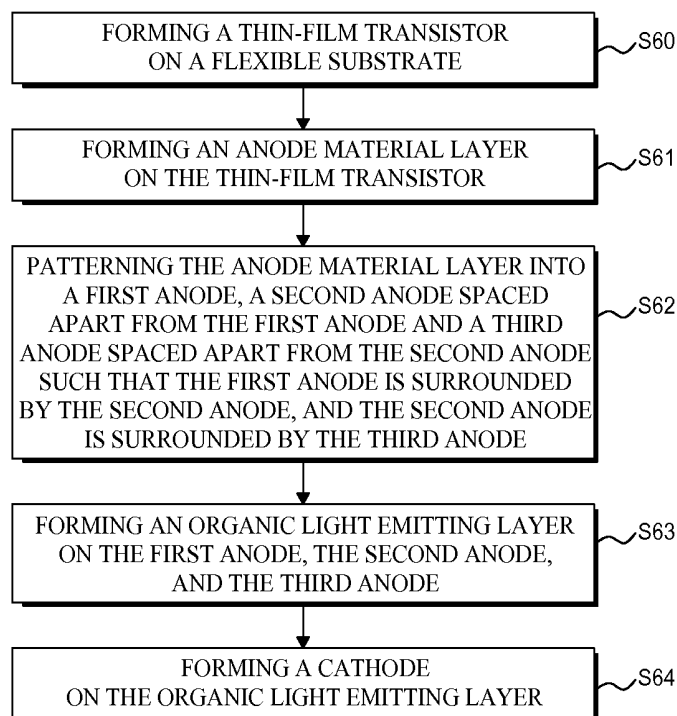 FORMING A THIN-FILM TRANSISTOR
ON A FLEXIBLE SUBSTRATE
S60
FORMING AN ANODE MATERIAL LAYER
ON THE THIN-FILM TRANSISTOR
S61
PATTERNING THE ANODE MATERIAL LAYER INTO
A FIRST ANODE, A SECOND ANODE SPACED
APART FROM THE FIRST ANODE AND A THIRD
ANODE SPACED APART FROM THE SECOND ANODE
SUCH THAT THE FIRST ANODE IS SURROUNDED
BY THE SECOND ANODE, AND THE SECOND ANODE
IS SURROUNDED BY THE THIRD ANODE
S62
FORMING AN ORGANIC LIGHT EMITTING LAYER
ON THE FIRST ANODE, THE SECOND ANODE,
AND THE THIRD ANODE
S63
FORMING A CATHODE
ON THE ORGANIC LIGHT EMITTING LAYER
S64